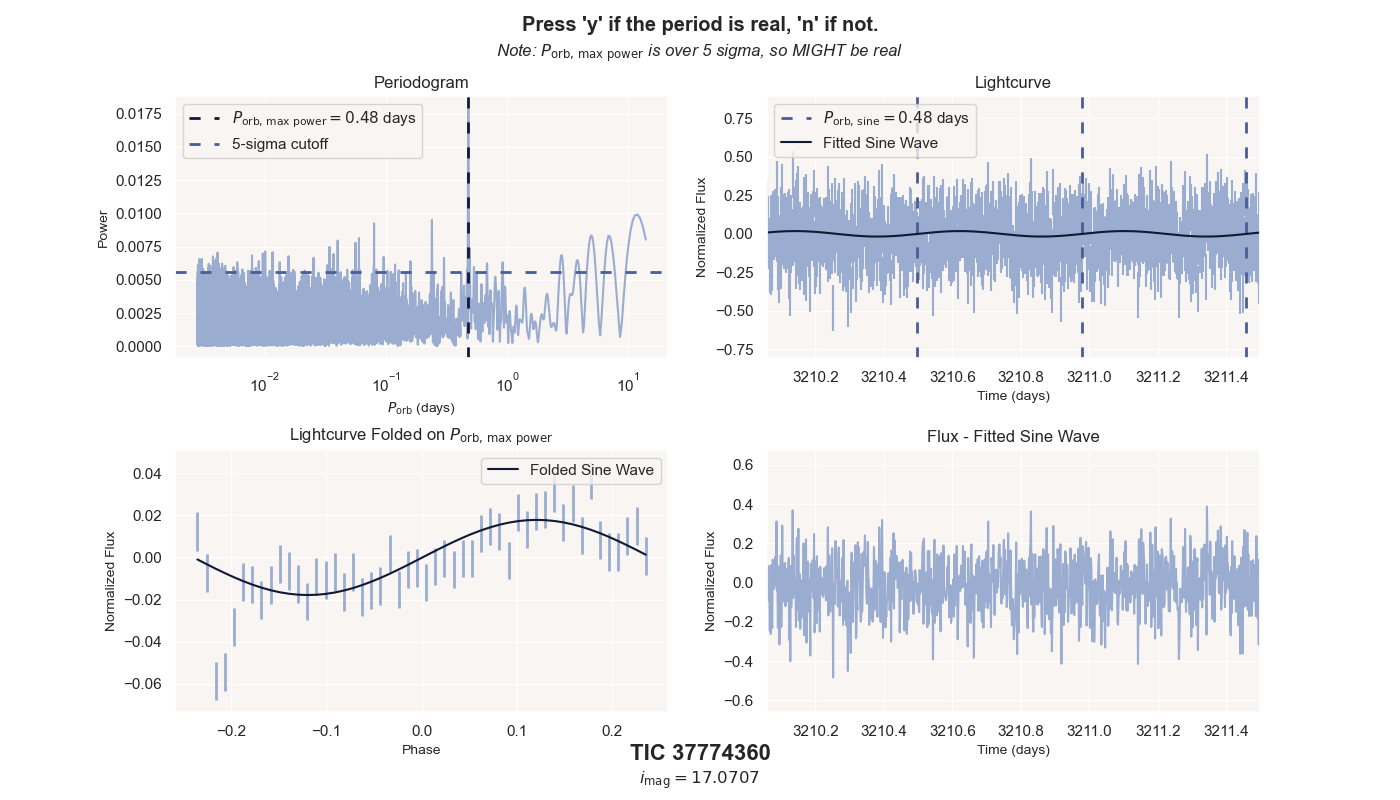 Press 'y' if the period is real, 'n' if not.
Note: P_orb, max power is over 5 sigma, so MIGHT be real
Periodogram
P_orb, max power = 0.48 days
5-sigma cutoff
0.0175
0.0150
0.0125
0.0100
0.0075
0.0050
0.0025
0.0000
Power
10^-2
10^-1
10^0
10^1
P_orb (days)
Lightcurve
P_orb, sine = 0.48 days
Fitted Sine Wave
0.75
0.50
0.25
0.00
−0.25
−0.50
−0.75
Normalized Flux
3210.2
3210.4
3210.6
3210.8
3211.0
3211.2
3211.4
Time (days)
Lightcurve Folded on P_orb, max power
Folded Sine Wave
0.04
0.02
0.00
−0.02
−0.04
−0.06
Normalized Flux
−0.2
−0.1
0.0
0.1
0.2
Phase
Flux - Fitted Sine Wave
0.6
0.4
0.2
0.0
−0.2
−0.4
−0.6
Normalized Flux
3210.2
3210.4
3210.6
3210.8
3211.0
3211.2
3211.4
Time (days)
TIC 37774360
i_mag = 17.0707